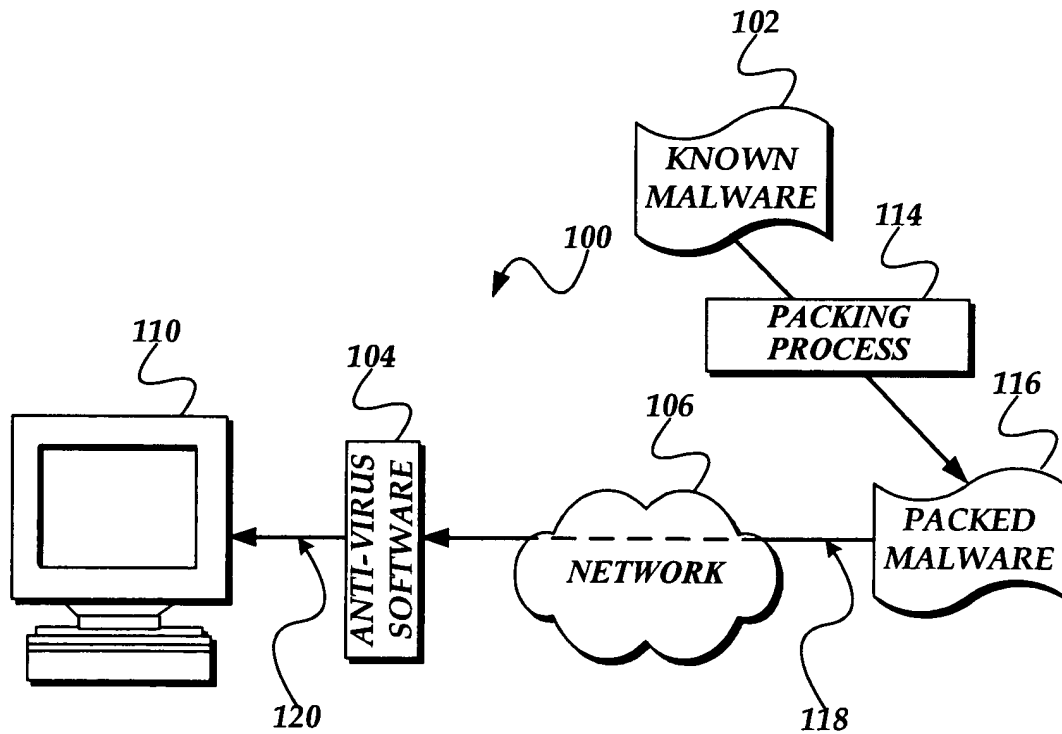 102
KNOWN
MALWARE
114
100
PACKING
PROCESS
110
104
106
116
ANTI-VIRUS
SOFTWARE
NETWORK
PACKED
MALWARE
120
118